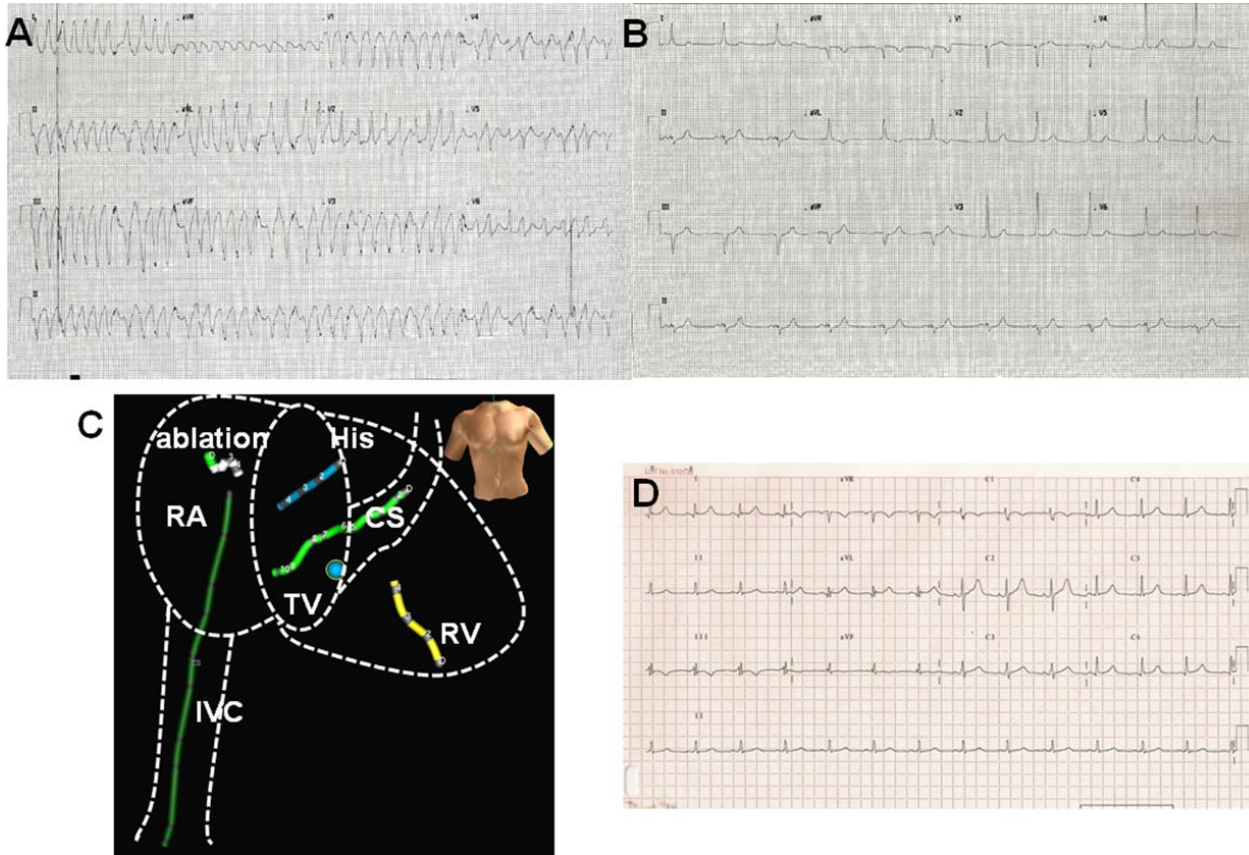 A
I
aVR
V1
V4
II
aVL
V2
V5
III
aVF
V3
V6
II
B
I
aVR
V1
V4
II
aVL
V2
V5
III
aVF
V3
V6
II
C
ablation
His
RA
CS
TV
RV
IVC
D
I
aVR
C1
C4
II
aVL
C2
C5
III
aVF
C3
C6
II